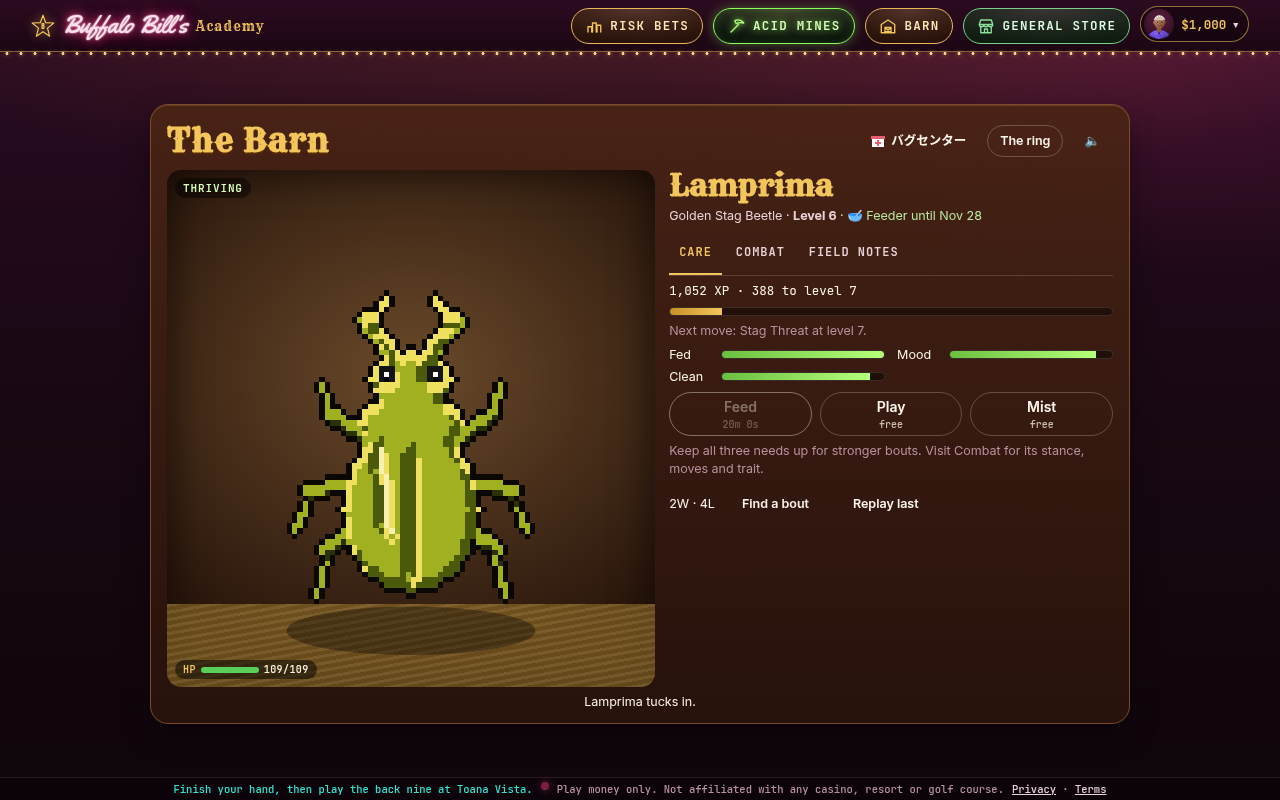 Buffalo Bill's Academy
RISK BETS
ACID MINES
BARN
GENERAL STORE
$1,000 ▾
The Barn
バグセンター
The ring
THRIVING
Lamprima
Golden Stag Beetle · Level 6 · 🥣 Feeder until Nov 28
CARE
COMBAT
FIELD NOTES
1,052 XP · 388 to level 7
Next move: Stag Threat at level 7.
Fed
Mood
Clean
Feed
20m 0s
Play
free
Mist
free
Keep all three needs up for stronger bouts. Visit Combat for its stance,
moves and trait.
2W · 4L
Find a bout
Replay last
HP 109/109
Lamprima tucks in.
Finish your hand, then play the back nine at Toana Vista.
Play money only. Not affiliated with any casino, resort or golf course. Privacy · Terms